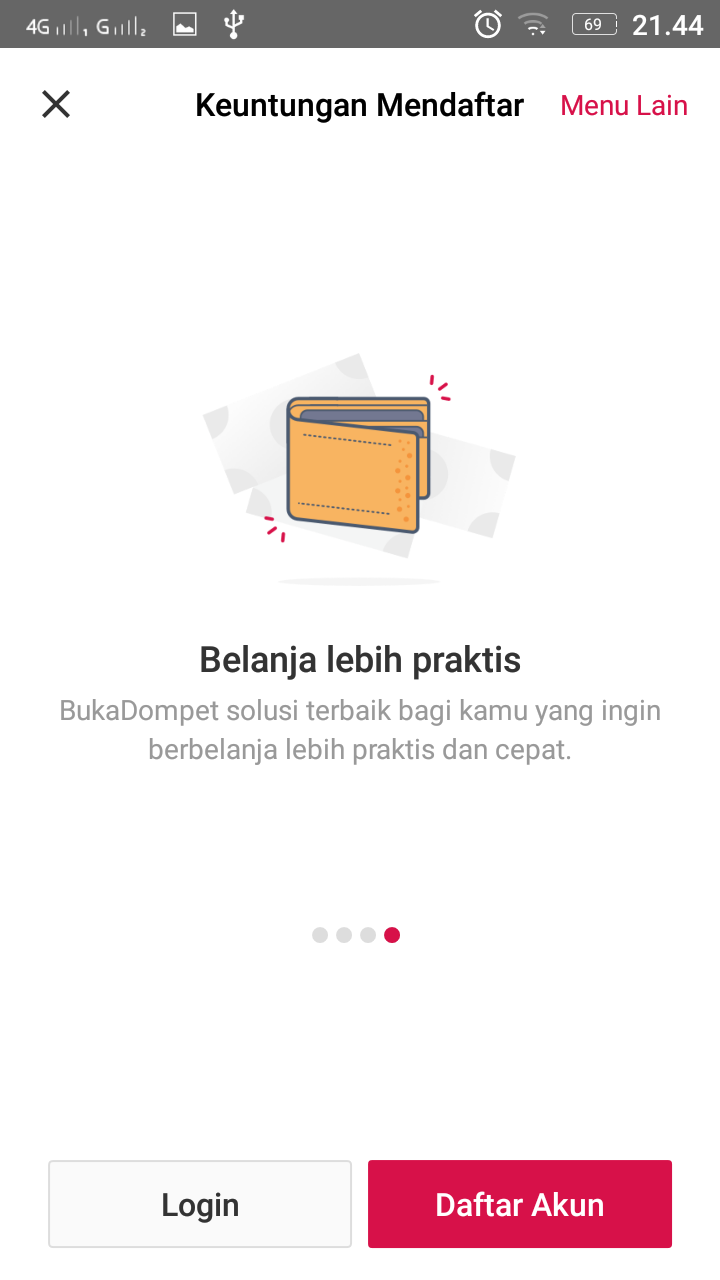 4G 1 G 2 69 21.44
Keuntungan Mendaftar Menu Lain
Belanja lebih praktis
BukaDompet solusi terbaik bagi kamu yang ingin
berbelanja lebih praktis dan cepat.
Login Daftar Akun